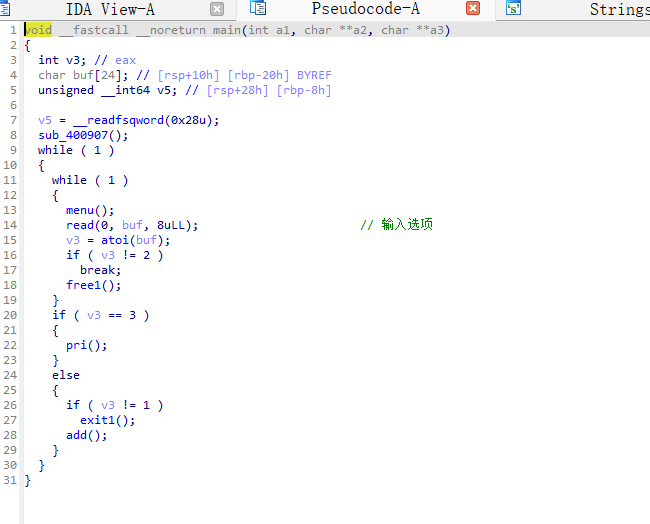 IDA View-A Pseudocode-A Strings
1 void __fastcall __noreturn main(int a1, char **a2, char **a3)
2 {
3 int v3; // eax
4 char buf[24]; // [rsp+10h] [rbp-20h] BYREF
5 unsigned __int64 v5; // [rsp+28h] [rbp-8h]
6
7 v5 = __readfsqword(0x28u);
8 sub_400907();
9 while ( 1 )
10 {
11 while ( 1 )
12 {
13 menu();
14 read(0, buf, 8uLL); // 输入选项
15 v3 = atoi(buf);
16 if ( v3 != 2 )
17 break;
18 free1();
19 }
20 if ( v3 == 3 )
21 {
22 pri();
23 }
24 else
25 {
26 if ( v3 != 1 )
27 exit1();
28 add();
29 }
30 }
31 }